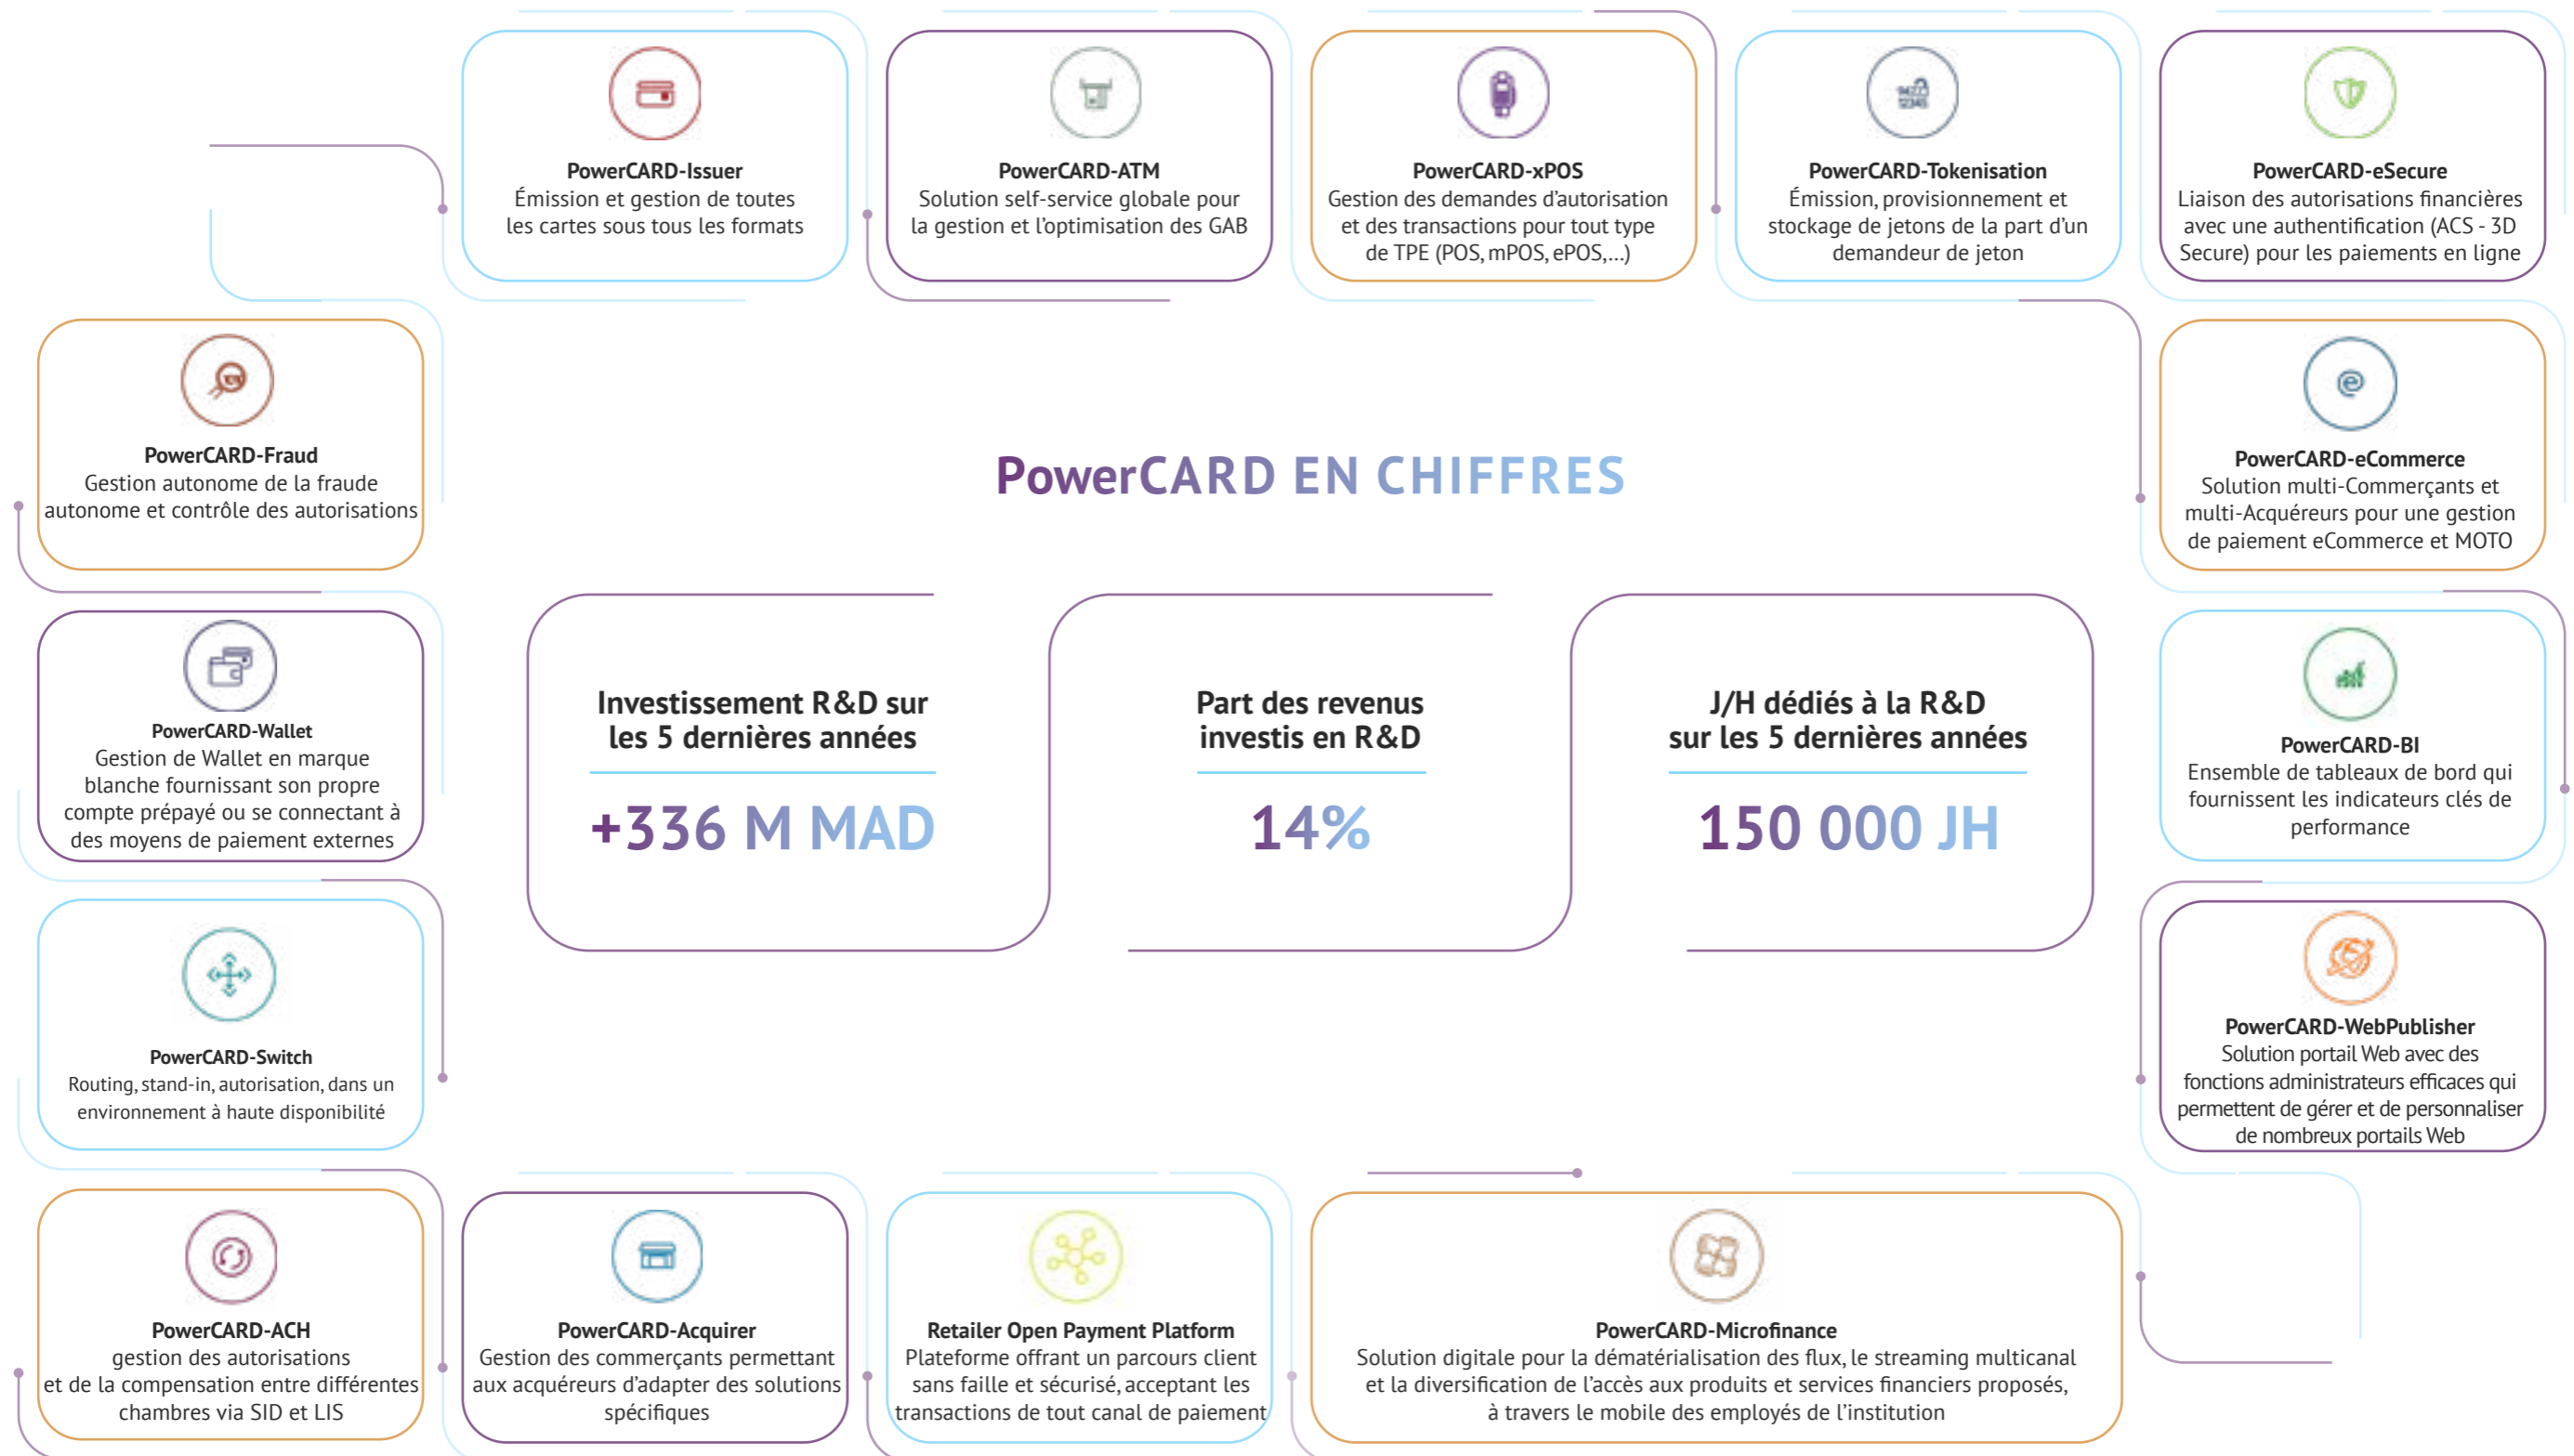 PowerCARD-Issuer
Émission et gestion de toutes
les cartes sous tous les formats
PowerCARD-ATM
Solution self-service globale pour
la gestion et l’optimisation des GAB
PowerCARD-xPOS
Gestion des demandes d’autorisation
et des transactions pour tout type
de TPE (POS, mPOS, ePOS,...)
PowerCARD-Tokenisation
Émission, provisionnement et
stockage de jetons de la part d’un
demandeur de jeton
PowerCARD-eSecure
Liaison des autorisations financières
avec une authentification (ACS - 3D
Secure) pour les paiements en ligne
PowerCARD-Fraud
Gestion autonome de la fraude
autonome et contrôle des autorisations
PowerCARD EN CHIFFRES
PowerCARD-eCommerce
Solution multi-Commerçants et
multi-Acquéreurs pour une gestion
de paiement eCommerce et MOTO
PowerCARD-Wallet
Gestion de Wallet en marque
blanche fournissant son propre
compte prépayé ou se connectant à
des moyens de paiement externes
Investissement R&D sur
les 5 dernières années
+336 M MAD
Part des revenus
investis en R&D
14%
J/H dédiés à la R&D
sur les 5 dernières années
150 000 JH
PowerCARD-BI
Ensemble de tableaux de bord qui
fournissent les indicateurs clés de
performance
PowerCARD-Switch
Routing, stand-in, autorisation, dans un
environnement à haute disponibilité
PowerCARD-WebPublisher
Solution portail Web avec des
fonctions administrateurs efficaces qui
permettent de gérer et de personnaliser
de nombreux portails Web
PowerCARD-ACH
gestion des autorisations
et de la compensation entre différentes
chambres via SID et LIS
PowerCARD-Acquirer
Gestion des commerçants permettant
aux acquéreurs d’adapter des solutions
spécifiques
Retailer Open Payment Platform
Plateforme offrant un parcours client
sans faille et sécurisé, acceptant les
transactions de tout canal de paiement
PowerCARD-Microfinance
Solution digitale pour la dématérialisation des flux, le streaming multicanal
et la diversification de l’accès aux produits et services financiers proposés,
à travers le mobile des employés de l’institution